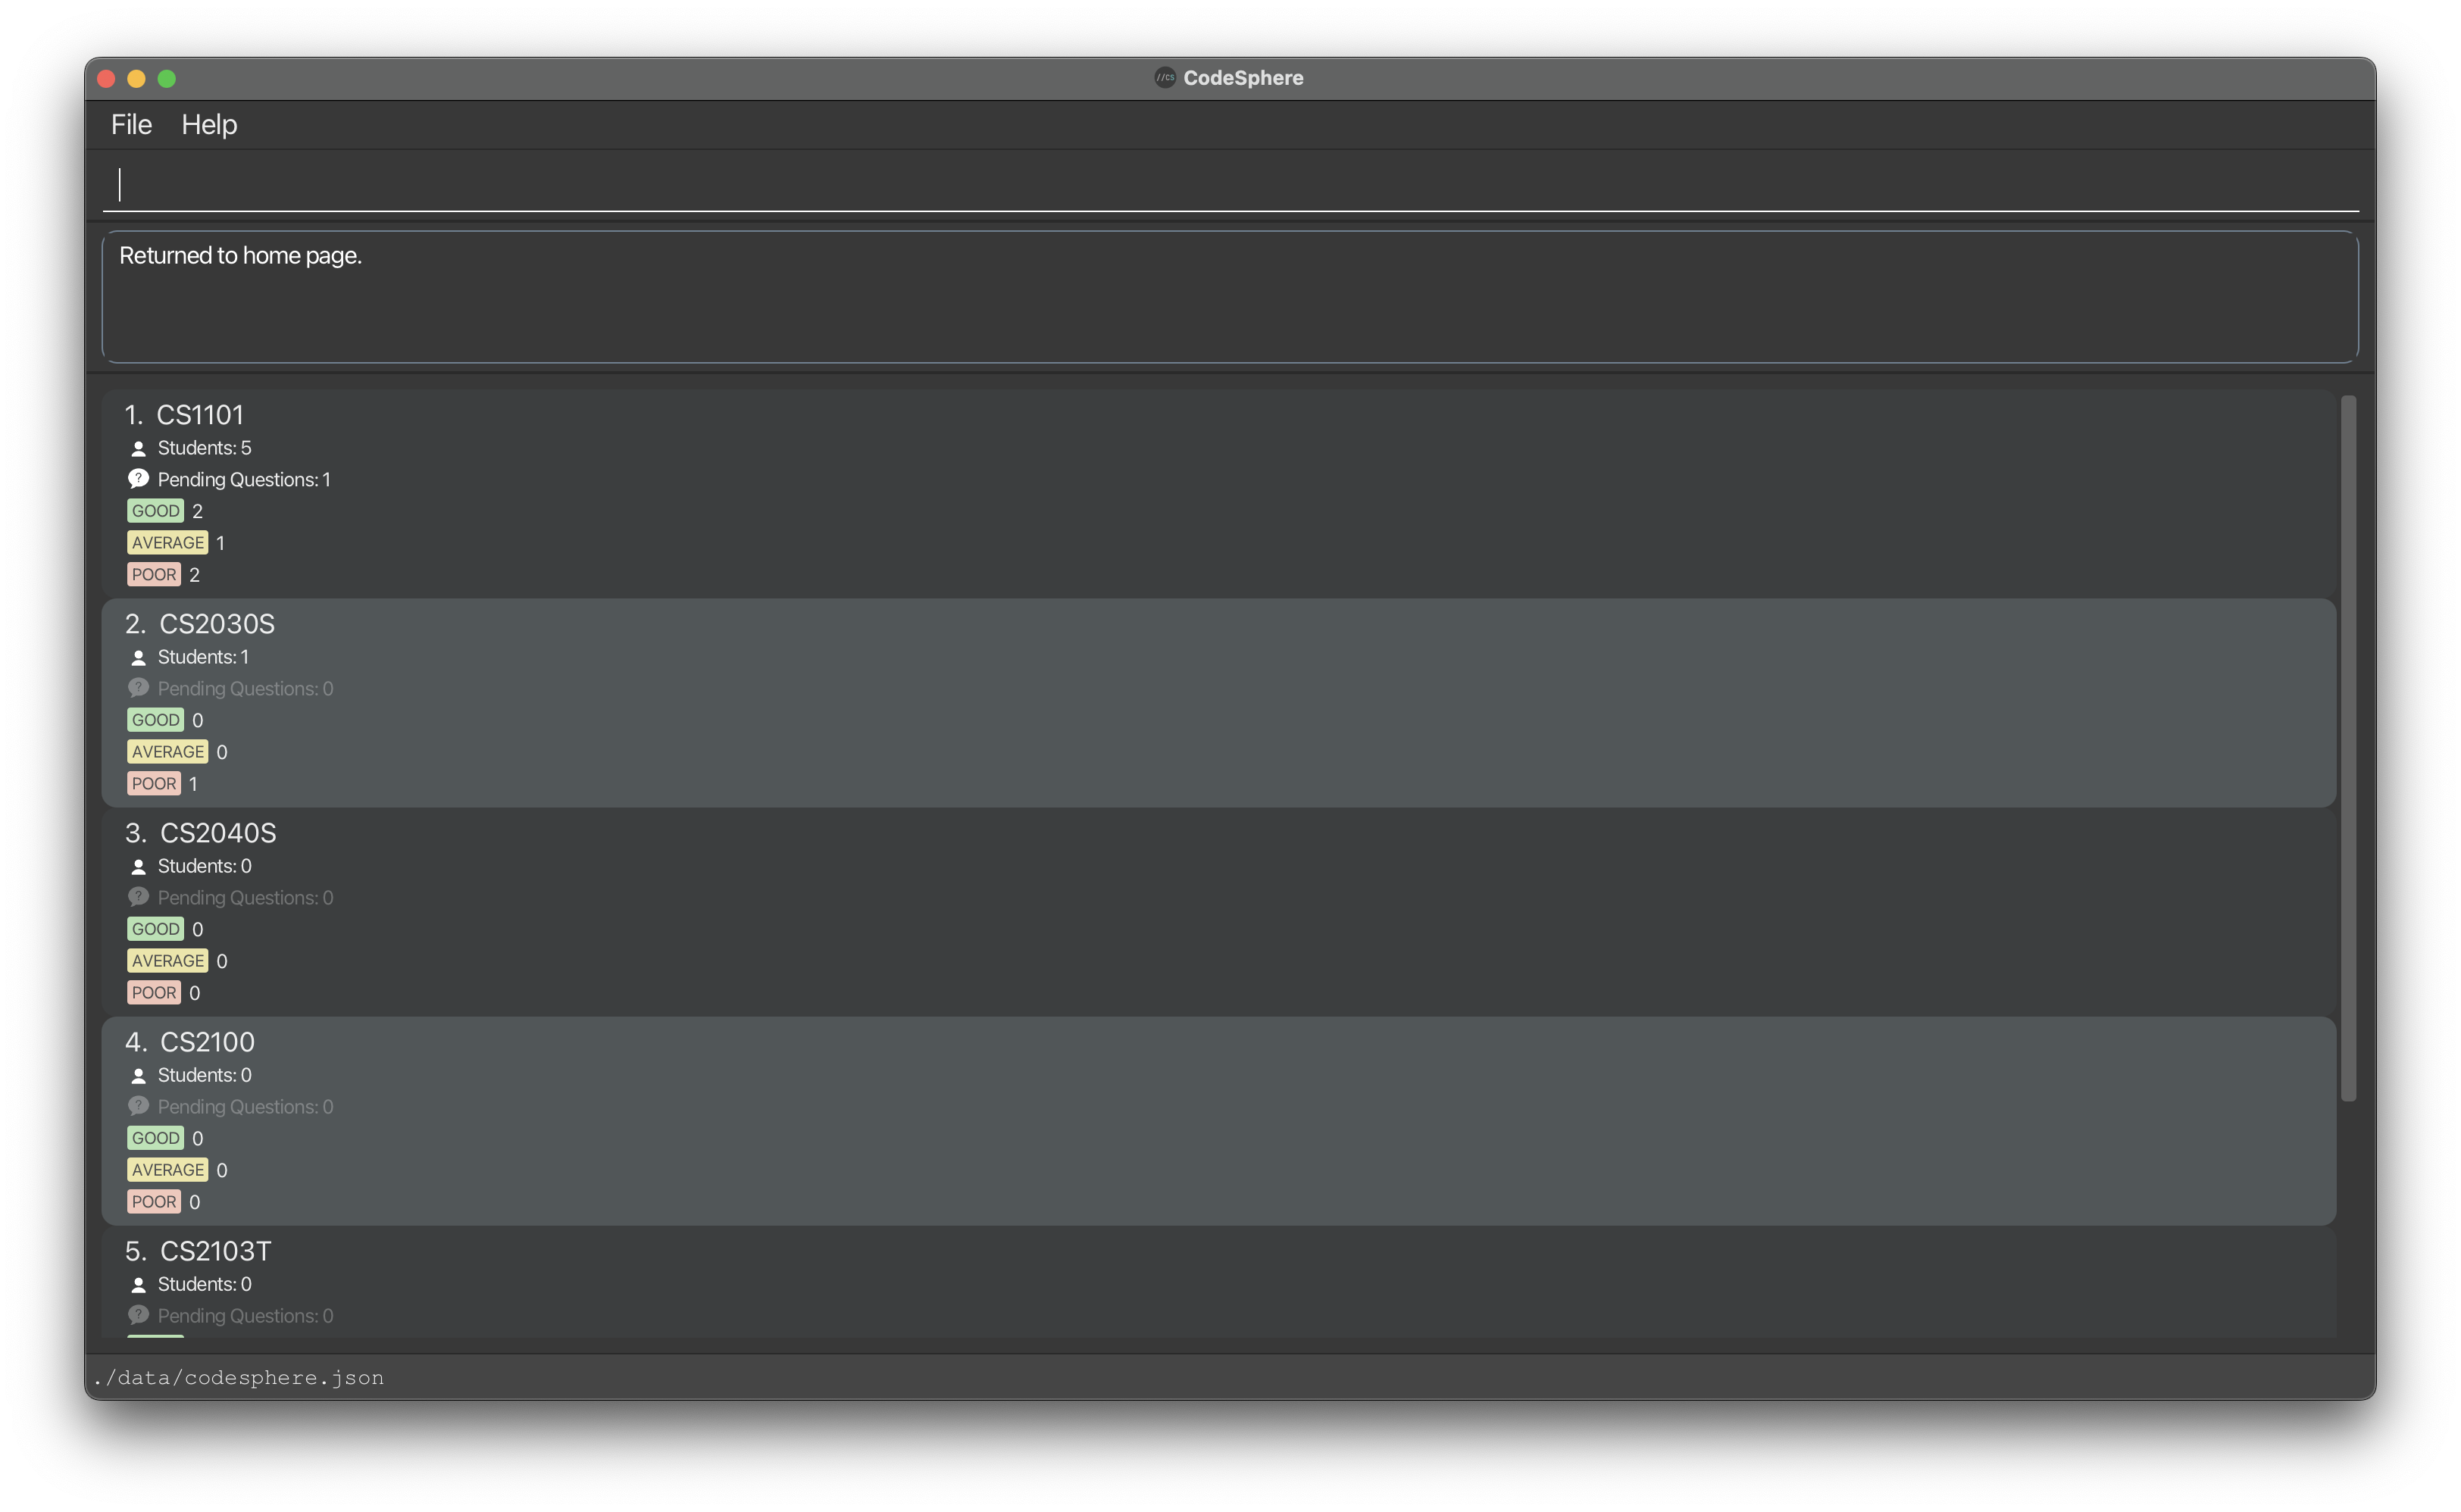 //CS CodeSphere
File Help
Returned to home page.
1. CS1101
Students: 5
? Pending Questions: 1
GOOD 2
AVERAGE 1
POOR 2
2. CS2030S
Students: 1
? Pending Questions: 0
GOOD 0
AVERAGE 0
POOR 1
3. CS2040S
Students: 0
? Pending Questions: 0
GOOD 0
AVERAGE 0
POOR 0
4. CS2100
Students: 0
? Pending Questions: 0
GOOD 0
AVERAGE 0
POOR 0
5. CS2103T
Students: 0
? Pending Questions: 0
./data/codesphere.json